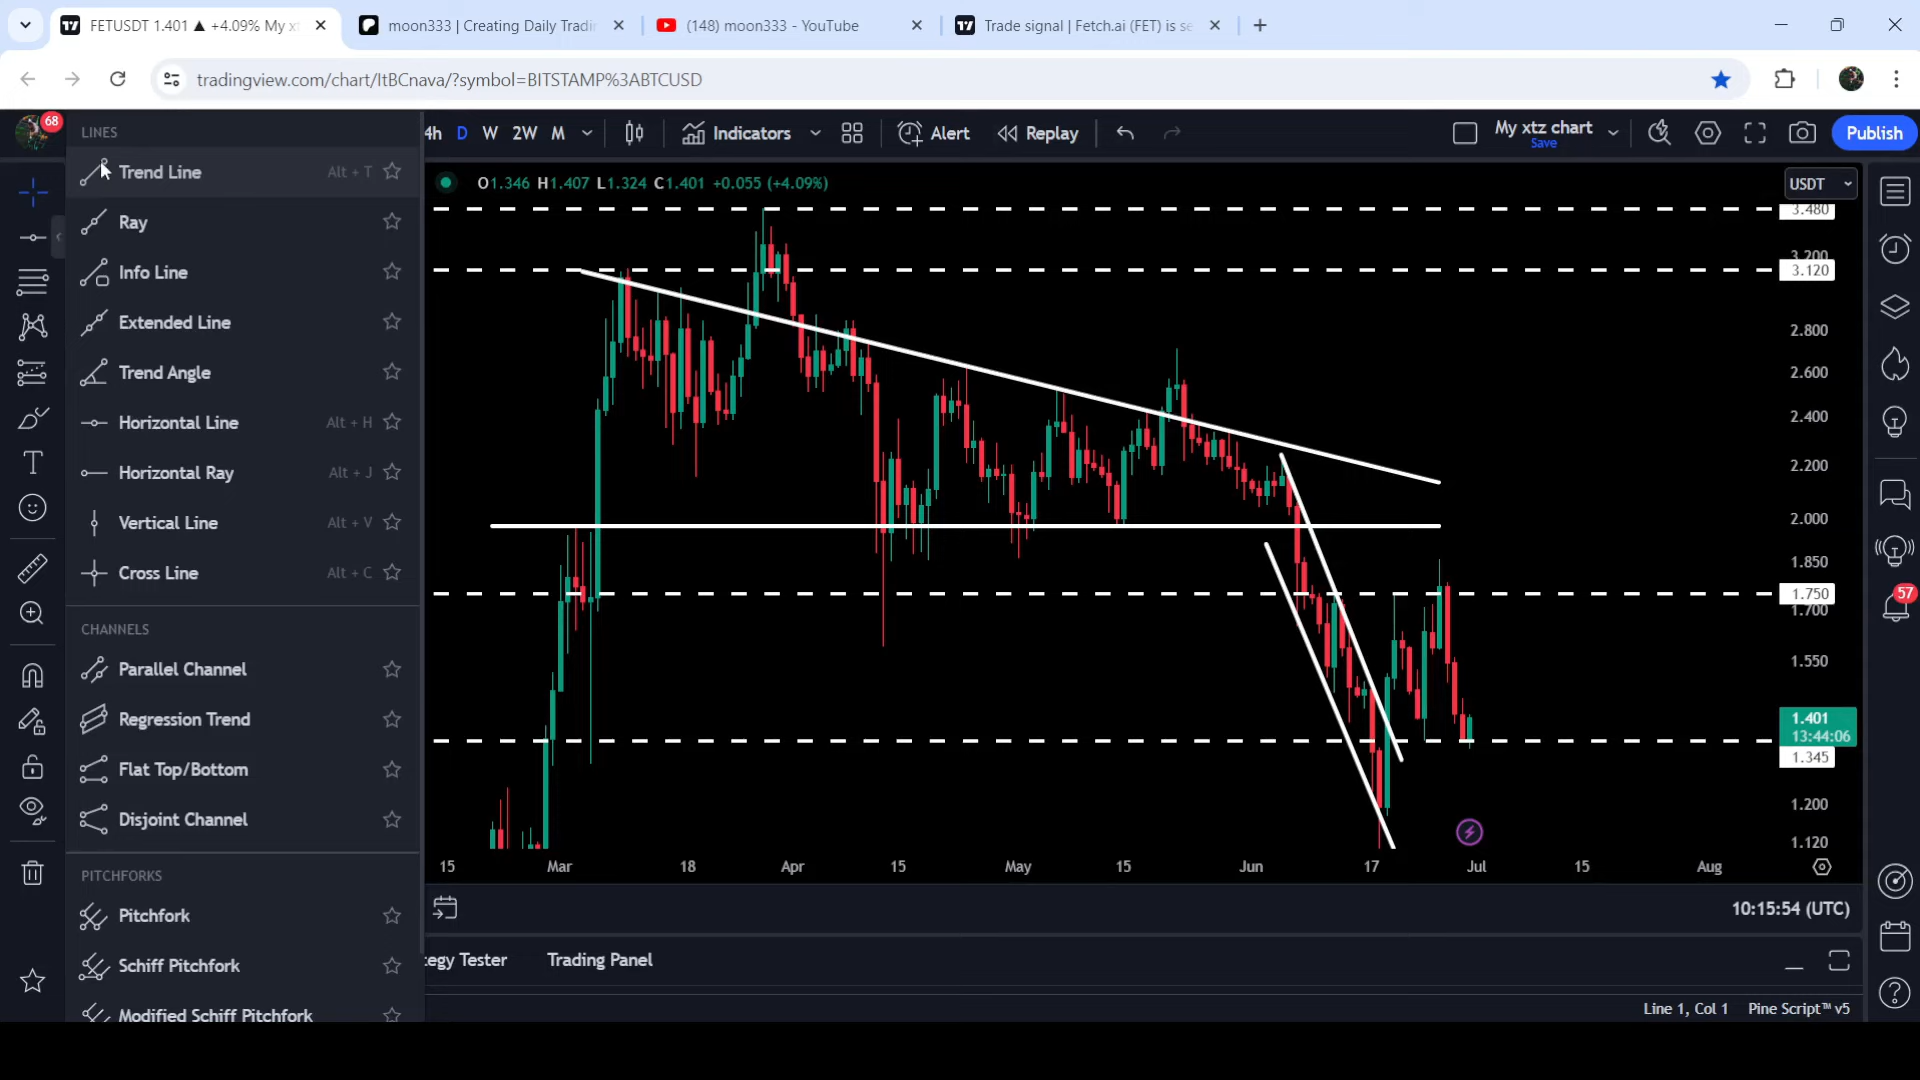 FETUSDT 1.401 ▲ +4.09% My x
moon333 | Creating Daily Tradi
(148) moon333 - YouTube
Trade signal | Fetch.ai (FET) is se
tradingview.com/chart/ItBCnava/?symbol=BITSTAMP%3ABTCUSD
68
LINES
4h D W 2W M
Indicators
Alert
Replay
My xtz chart
Save
Publish
Trend Line Alt + T
O1.346 H1.407 L1.324 C1.401 +0.055 (+4.09%)
USDT
3.480
Ray
3.200
3.120
Info Line
Extended Line
2.800
Trend Angle
2.600
Horizontal Line Alt + H
2.400
Horizontal Ray Alt + J
2.200
Vertical Line Alt + V
2.000
Cross Line Alt + C
1.850
1.750
57
1.700
CHANNELS
Parallel Channel
1.550
Regression Trend
1.401
13:44:06
1.345
Flat Top/Bottom
Disjoint Channel
1.200
1.120
PITCHFORKS
15 Mar 18 Apr 15 May 15 Jun 17 Jul 15 Aug
Pitchfork
10:15:54 (UTC)
Schiff Pitchfork
tegy Tester
Trading Panel
Modified Schiff Pitchfork
Line 1, Col 1 Pine Script™ v5